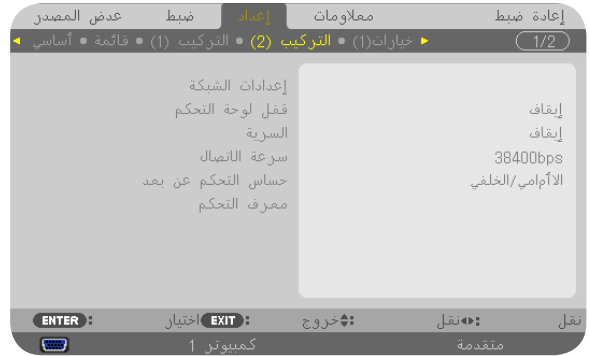 عرض المصدر ضبط إعداد معلاومات إعادة ضبط
أساسي • قائمة • التركيب (1) • التركيب (2) • خيارات(1) 1/2
إعدادات الشبكة
قفل لوحة التحكم إيقاف
السرية إيقاف
سرعة الاتصال 38400bps
حساس التحكم عن بعد الاأمامي/الخلفي
معرف التحكم
ENTER: اختيار EXIT: خروج نقل: نقل:
كمبيوتر 1 متقدمة